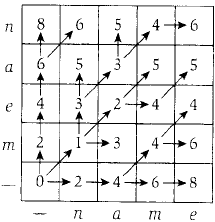 n 8 6 5 4 6
a 6 5 3 5 5
e 4 3 2 4 4
m 2 1 3 4 6
— 0 2 4 6 8
— n a m e